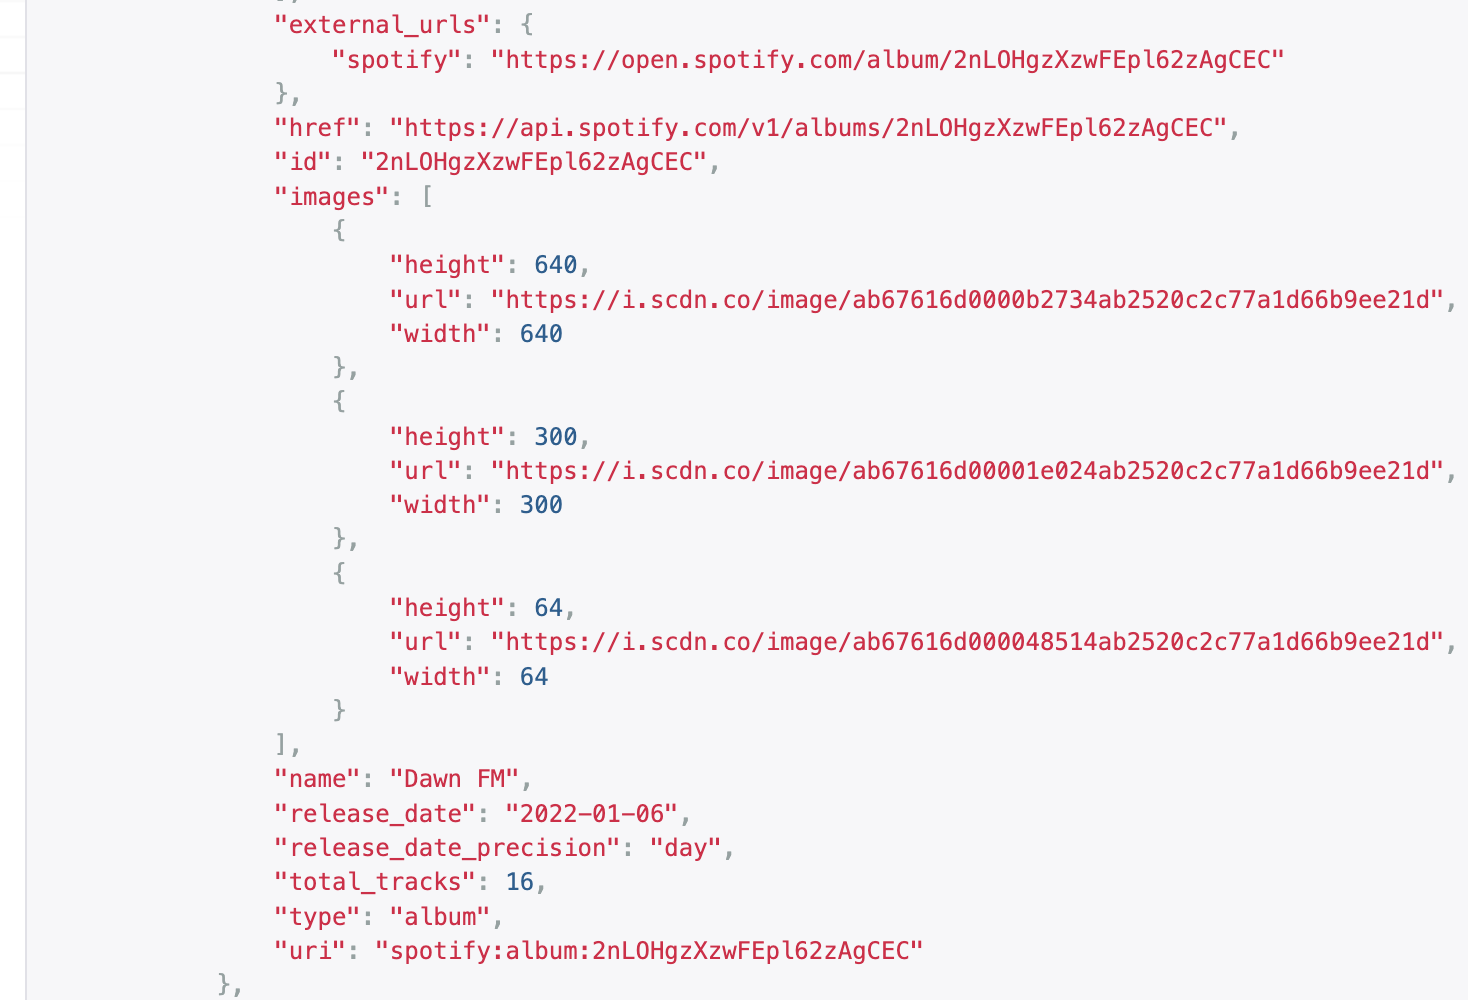 "external_urls": {
"spotify": "https://open.spotify.com/album/2nLOHgzXzwFEpl62zAgCEC"
},
"href": "https://api.spotify.com/v1/albums/2nLOHgzXzwFEpl62zAgCEC",
"id": "2nLOHgzXzwFEpl62zAgCEC",
"images": [
{
"height": 640,
"url": "https://i.scdn.co/image/ab67616d0000b2734ab2520c2c77a1d66b9ee21d",
"width": 640
},
{
"height": 300,
"url": "https://i.scdn.co/image/ab67616d00001e024ab2520c2c77a1d66b9ee21d",
"width": 300
},
{
"height": 64,
"url": "https://i.scdn.co/image/ab67616d000048514ab2520c2c77a1d66b9ee21d",
"width": 64
}
],
"name": "Dawn FM",
"release_date": "2022-01-06",
"release_date_precision": "day",
"total_tracks": 16,
"type": "album",
"uri": "spotify:album:2nLOHgzXzwFEpl62zAgCEC"
},